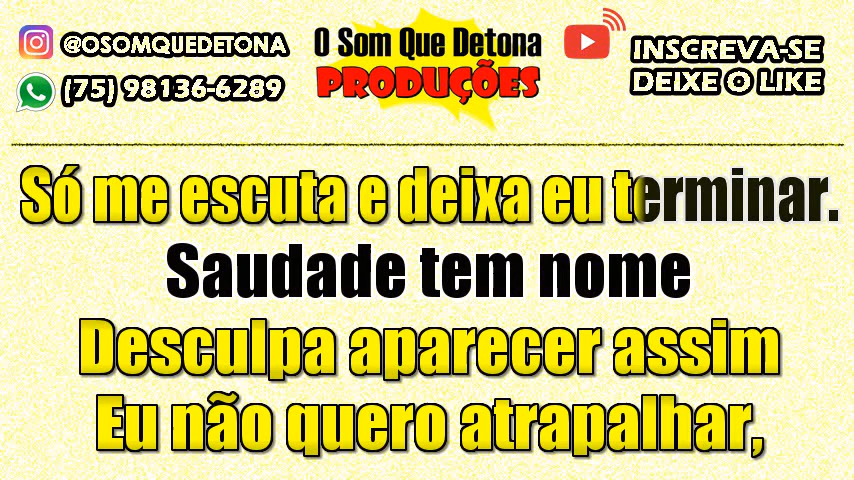 @OSOMQUEDETONA
(75) 98136-6289
O Som Que Detona
PRODUÇÕES
INSCREVA-SE
DEIXE O LIKE
Só me escuta e deixa eu terminar.
Saudade tem nome
Desculpa aparecer assim
Eu não quero atrapalhar,